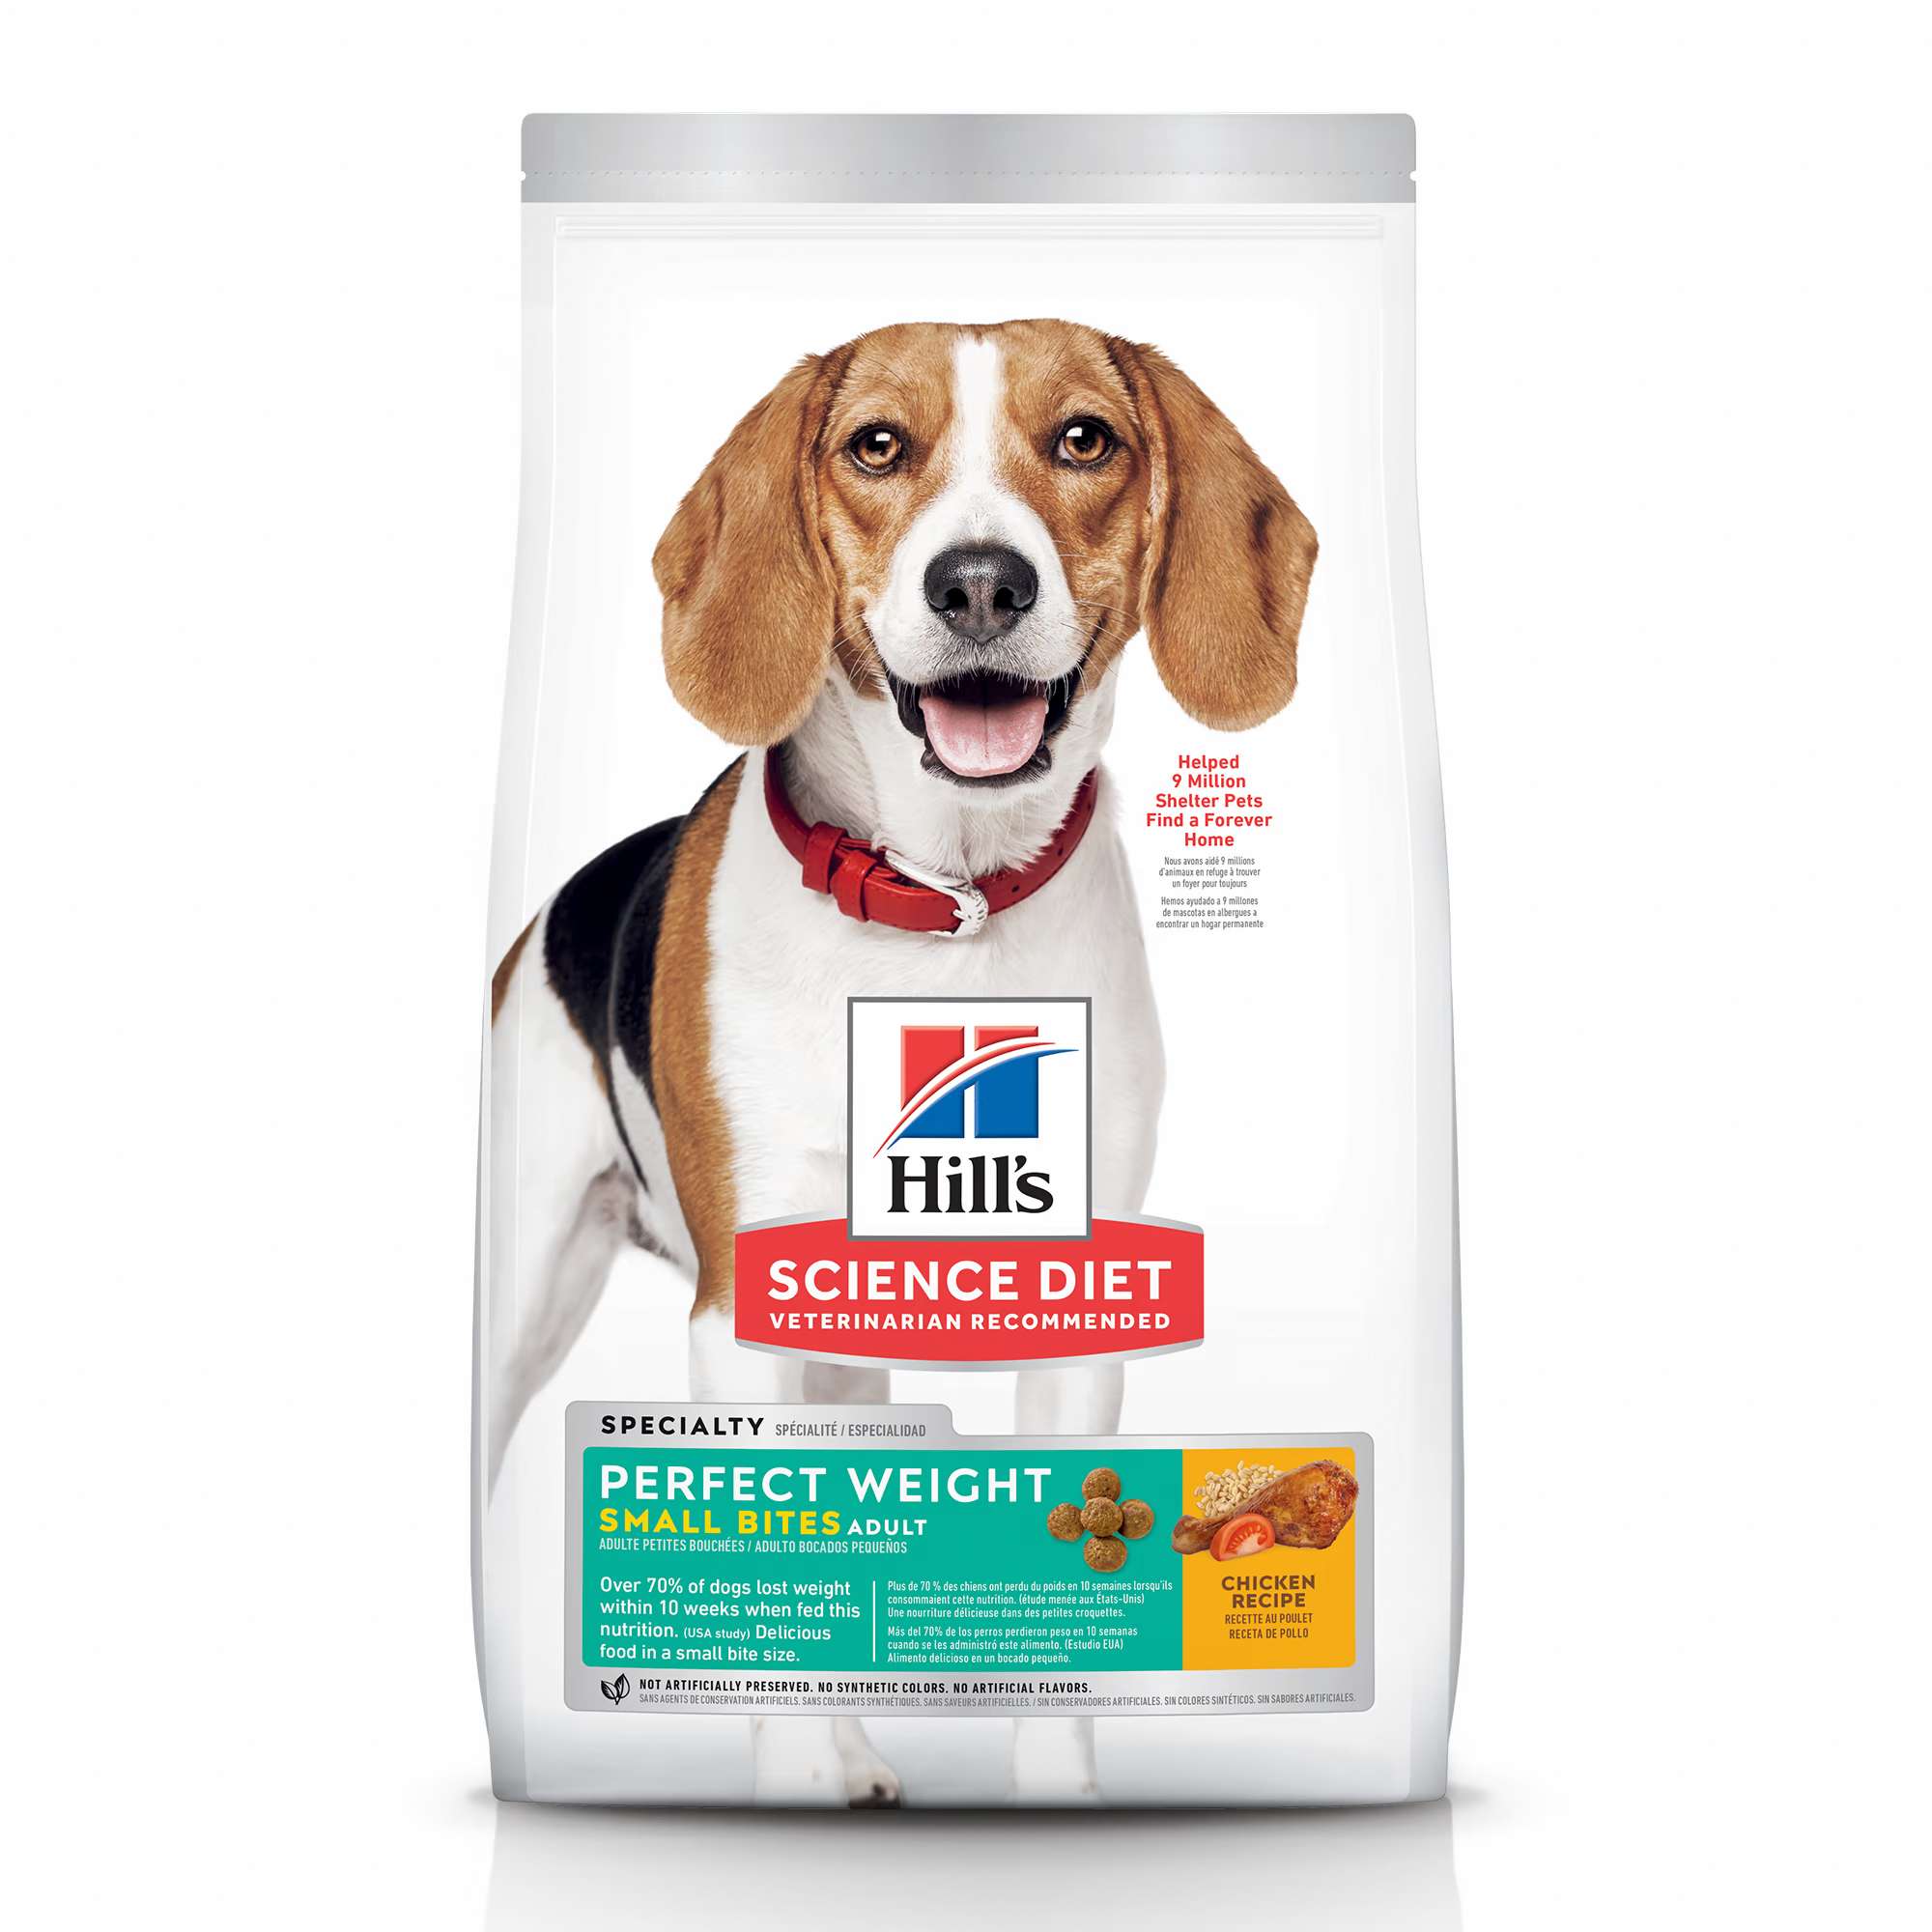 Helped
9 Million
Shelter Pets
Find a Forever
Home
Nous avons aidé 9 millions
d'animaux en refuge à trouver
un foyer pour toujours
Hemos ayudado a 9 millones
de mascotas en albergues a
encontrar un hogar permanente
Hill's
SCIENCE DIET
VETERINARIAN RECOMMENDED
SPECIALTY SPÉCIALITÉ / ESPECIALIDAD
PERFECT WEIGHT
SMALL BITES ADULT
ADULTE PETITES BOUCHÉES / ADULTO BOCADOS PEQUEÑOS
Over 70% of dogs lost weight
within 10 weeks when fed this
nutrition. (USA study) Delicious
food in a small bite size.
Plus de 70 % des chiens ont perdu du poids en 10 semaines lorsqu'ils
consommaient cette nutrition. (étude menée aux États-Unis)
Une nourriture délicieuse dans des petites croquettes.
Más del 70% de los perros perdieron peso en 10 semanas
cuando se les administró este alimento. (Estudio EUA)
Alimento delicioso en un bocado pequeño.
CHICKEN
RECIPE
RECETTE AU POULET
RECETA DE POLLO
NOT ARTIFICIALLY PRESERVED. NO SYNTHETIC COLORS. NO ARTIFICIAL FLAVORS.
SANS AGENTS DE CONSERVATION ARTIFICIELS. SANS COLORANTS SYNTHÉTIQUES. SANS SAVEURS ARTIFICIELLES. / SIN CONSERVADORES ARTIFICIALES. SIN COLORES SINTÉTICOS. SIN SABORES ARTIFICIALES.